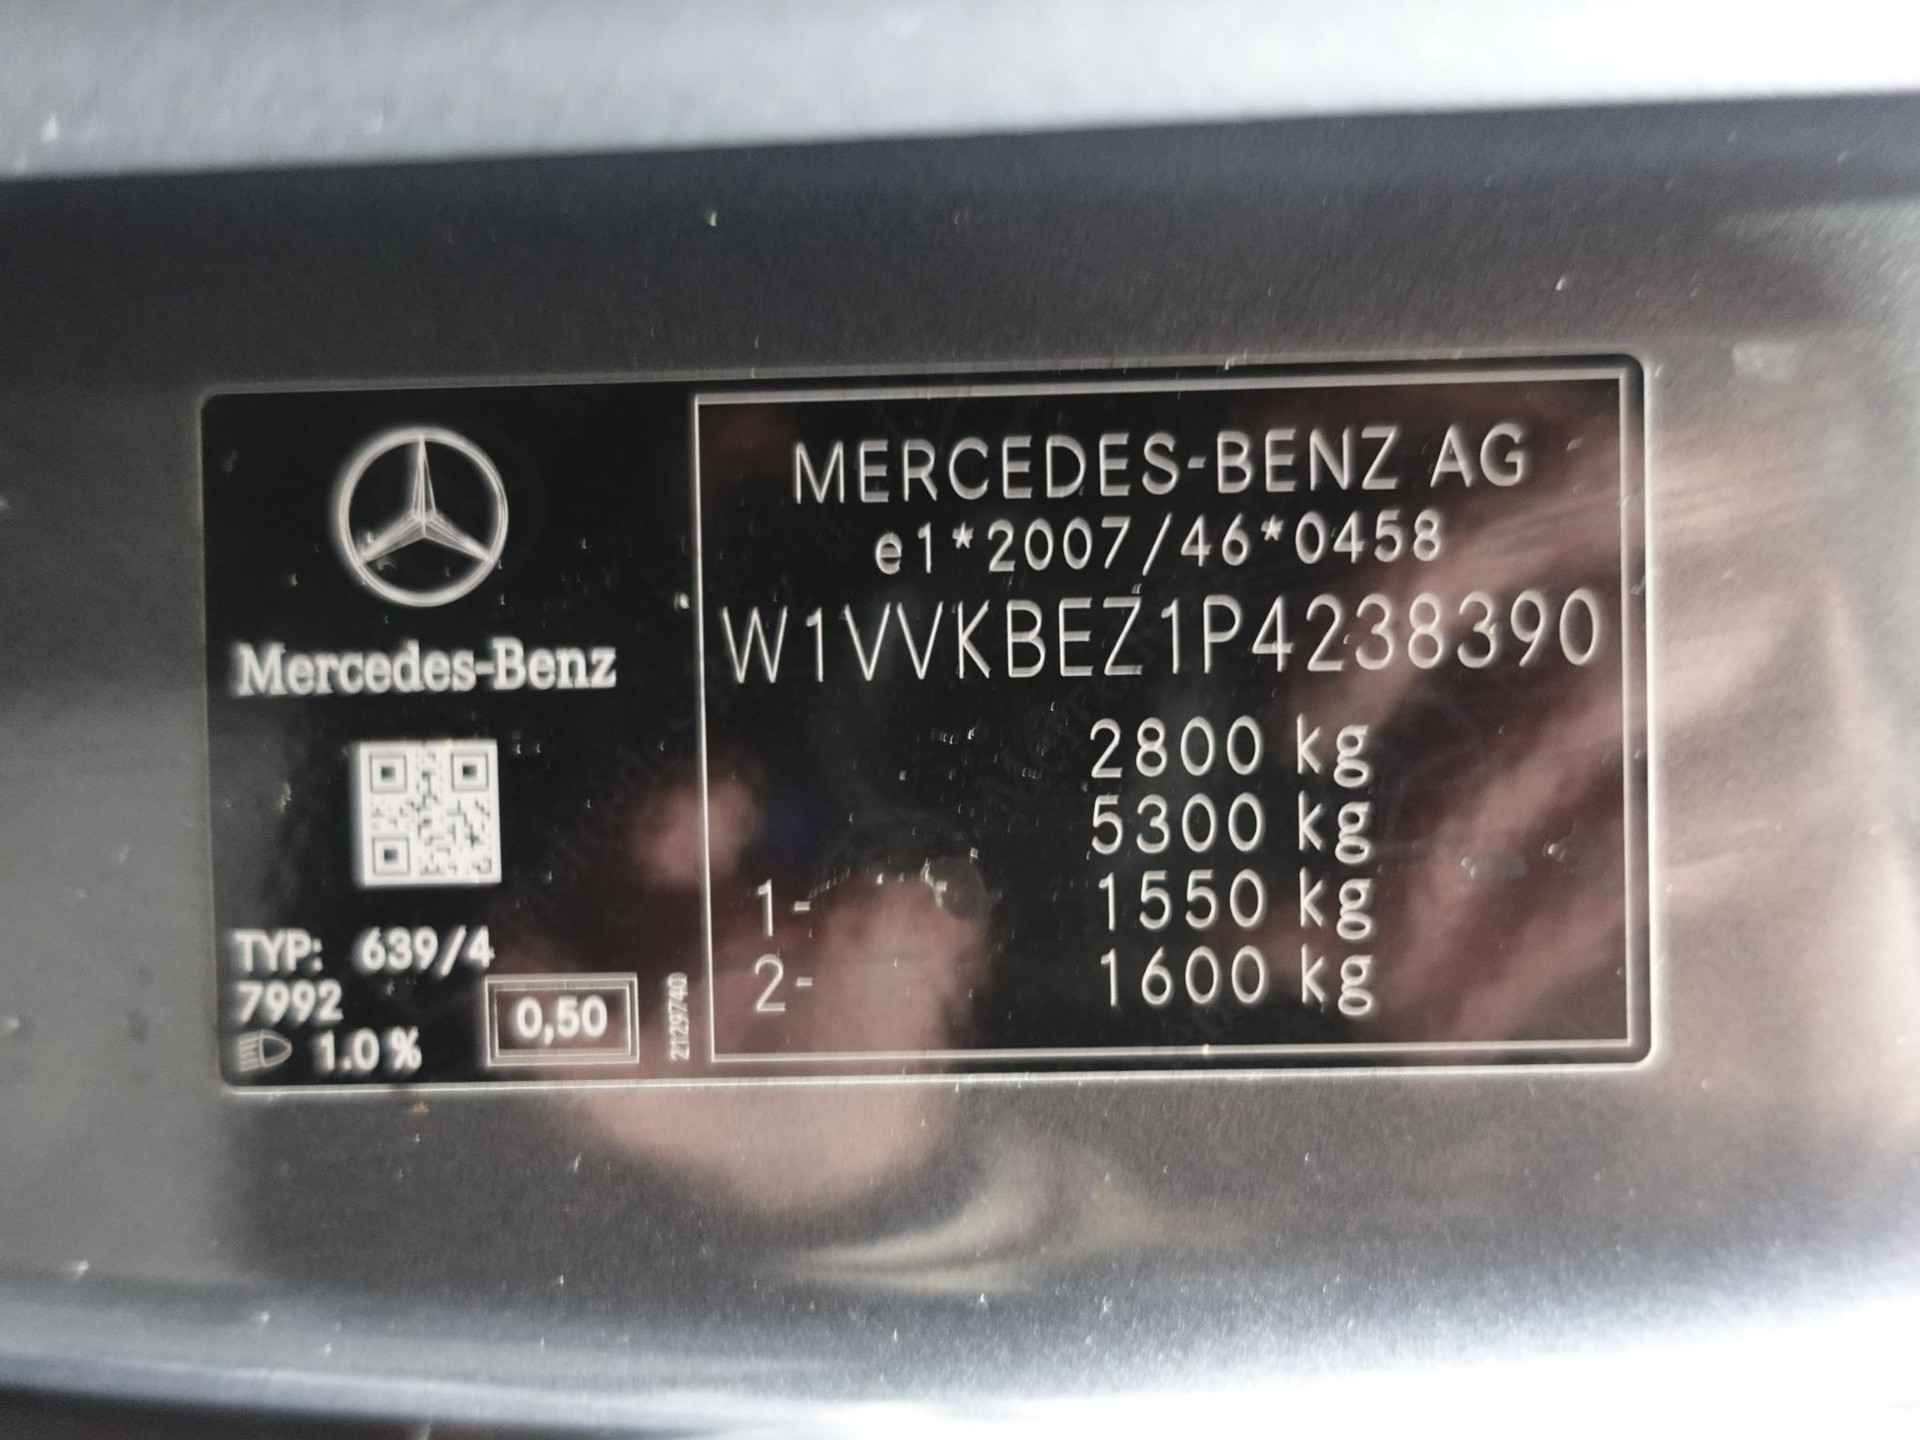 Mercedes-Benz
TYP: 639/4
7992
1.0 %
0,50
2129740
MERCEDES-BENZ AG
e1*2007/46*0458
W1VVKBEZ1P4238390
2800 kg
5300 kg
1- 1550 kg
2- 1600 kg